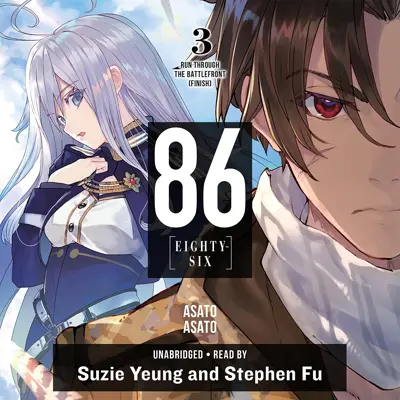 3
RUN THROUGH
THE BATTLEFRONT
(FINISH)
86
[EIGHTY-
SIX]
ASATO
ASATO
UNABRIDGED • READ BY
Suzie Yeung and Stephen Fu